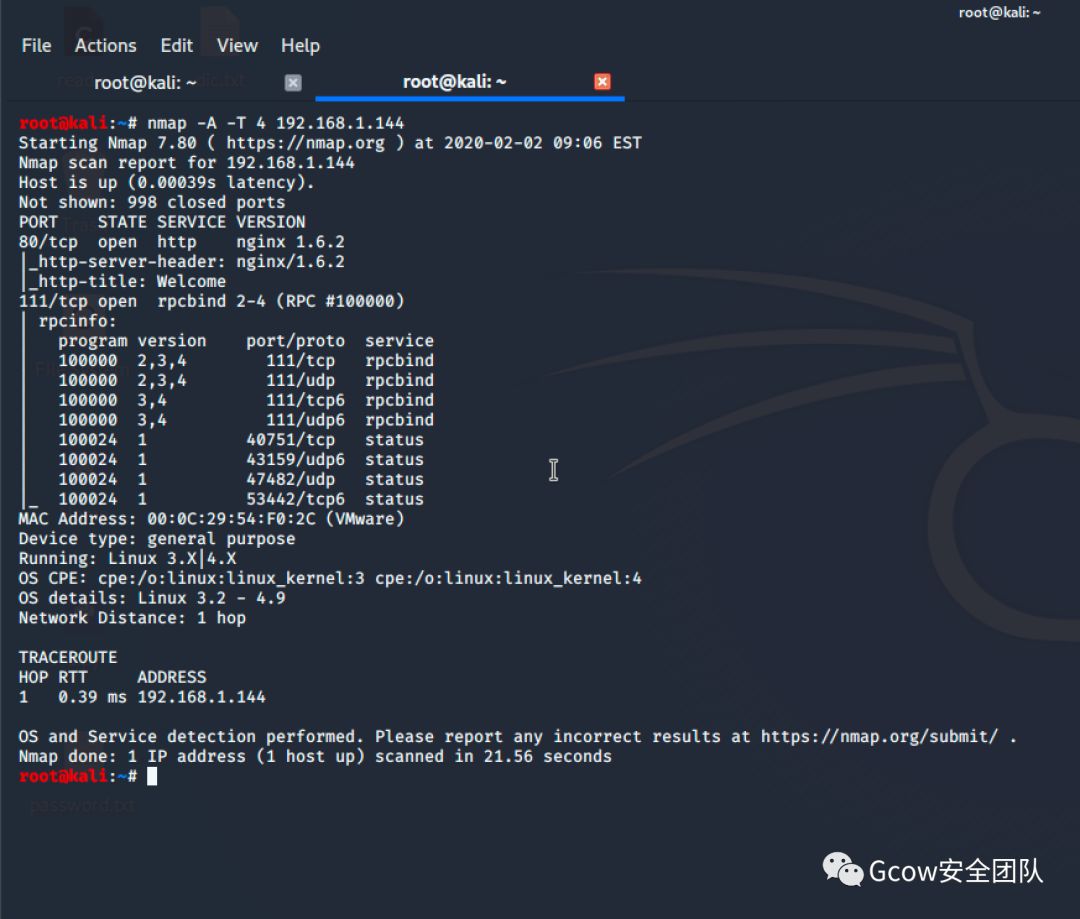 root@kali: ~
File Actions Edit View Help
root@kali: ~ root@kali: ~
root@kali:~# nmap -A -T 4 192.168.1.144
Starting Nmap 7.80 ( https://nmap.org ) at 2020-02-02 09:06 EST
Nmap scan report for 192.168.1.144
Host is up (0.00039s latency).
Not shown: 998 closed ports
PORT    STATE SERVICE VERSION
80/tcp  open  http    nginx 1.6.2
|_http-server-header: nginx/1.6.2
|_http-title: Welcome
111/tcp open  rpcbind 2-4 (RPC #100000)
| rpcinfo:
|   program version    port/proto  service
|   100000  2,3,4        111/tcp   rpcbind
|   100000  2,3,4        111/udp   rpcbind
|   100000  3,4          111/tcp6  rpcbind
|   100000  3,4          111/udp6  rpcbind
|   100024  1          40751/tcp   status
|   100024  1          43159/udp6  status
|   100024  1          47482/udp   status
|_  100024  1          53442/tcp6  status
MAC Address: 00:0C:29:54:F0:2C (VMware)
Device type: general purpose
Running: Linux 3.X|4.X
OS CPE: cpe:/o:linux:linux_kernel:3 cpe:/o:linux:linux_kernel:4
OS details: Linux 3.2 - 4.9
Network Distance: 1 hop
TRACEROUTE
HOP RTT     ADDRESS
1   0.39 ms 192.168.1.144
OS and Service detection performed. Please report any incorrect results at https://nmap.org/submit/ .
Nmap done: 1 IP address (1 host up) scanned in 21.56 seconds
root@kali:~#
password.txt
Gcow安全团队